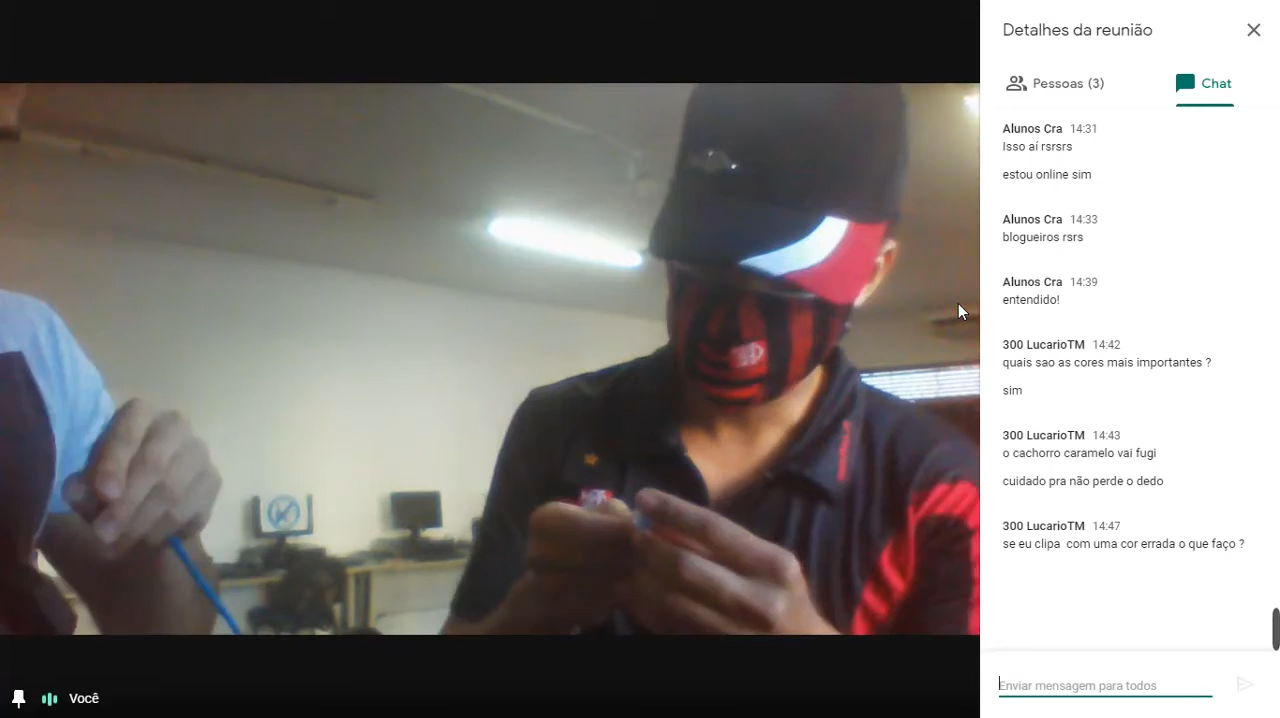 Detalhes da reunião
Pessoas (3)
Chat
Alunos Cra 14:31
Isso aí rsrsrs
estou online sim
Alunos Cra 14:33
blogueiros rsrs
Alunos Cra 14:39
entendido!
300 LucarioTM 14:42
quais sao as cores mais importantes ?
sim
300 LucarioTM 14:43
o cachorro caramelo vai fugi
cuidado pra não perde o dedo
300 LucarioTM 14:47
se eu clipa com uma cor errada o que faço ?
Enviar mensagem para todos
Você